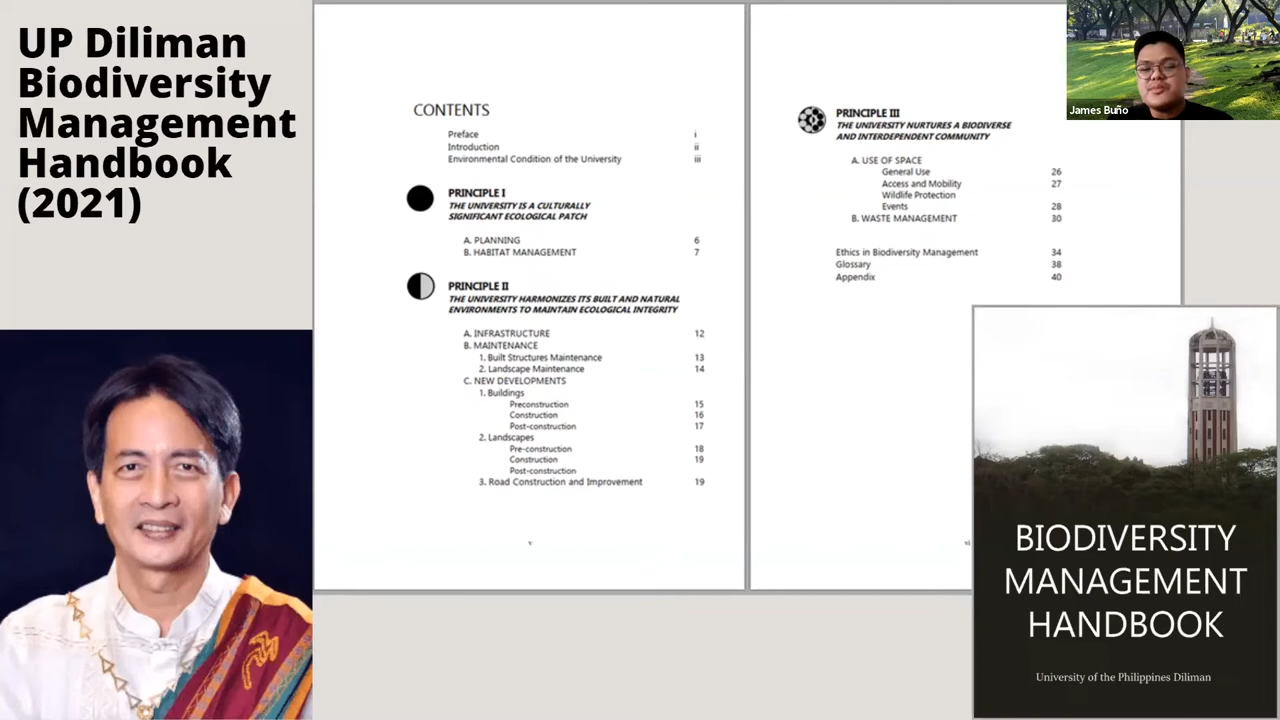 UP Diliman
Biodiversity
Management
Handbook
(2021)
CONTENTS
Preface i
Introduction ii
Environmental Condition of the University iii
PRINCIPLE I
THE UNIVERSITY IS A CULTURALLY
SIGNIFICANT ECOLOGICAL PATCH
A. PLANNING 6
B. HABITAT MANAGEMENT 7
PRINCIPLE II
THE UNIVERSITY HARMONIZES ITS BUILT AND NATURAL
ENVIRONMENTS TO MAINTAIN ECOLOGICAL INTEGRITY
A. INFRASTRUCTURE 12
B. MAINTENANCE
1. Built Structures Maintenance 13
2. Landscape Maintenance 14
C. NEW DEVELOPMENTS
1. Buildings
Preconstruction 15
Construction 16
Post-construction 17
2. Landscapes
Pre-construction 18
Construction 19
Post-construction
3. Road Construction and Improvement 19
v
PRINCIPLE III
THE UNIVERSITY NURTURES A BIODIVERSE
AND INTERDEPENDENT COMMUNITY
A. USE OF SPACE
General Use 26
Access and Mobility 27
Wildlife Protection
Events 28
B. WASTE MANAGEMENT 30
Ethics in Biodiversity Management 34
Glossary 38
Appendix 40
vi
James Buño
BIODIVERSITY
MANAGEMENT
HANDBOOK
University of the Philippines Diliman